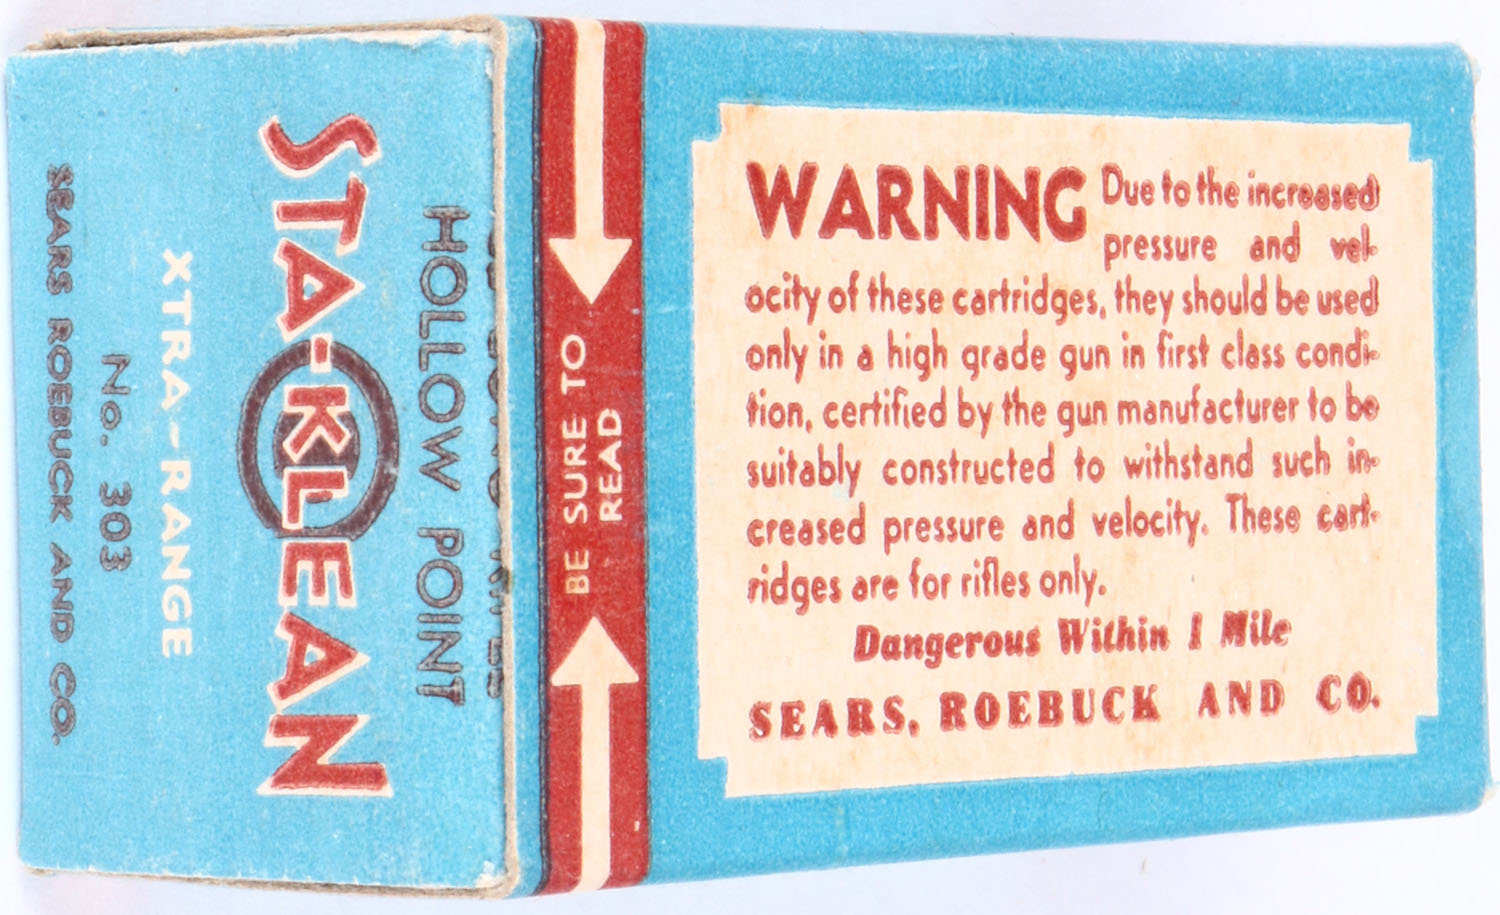 HOLLOW POINT
STA-KLEAN
XTRA-RANGE
No. 303
SEARS ROEBUCK AND CO.
BE SURE TO
READ
WARNING Due to the increased
pressure and vel-
ocity of these cartridges, they should be used
only in a high grade gun in first class condi-
tion, certified by the gun manufacturer to be
suitably constructed to withstand such in-
creased pressure and velocity. These cart-
ridges are for rifles only.
Dangerous Within 1 Mile
SEARS, ROEBUCK AND CO.